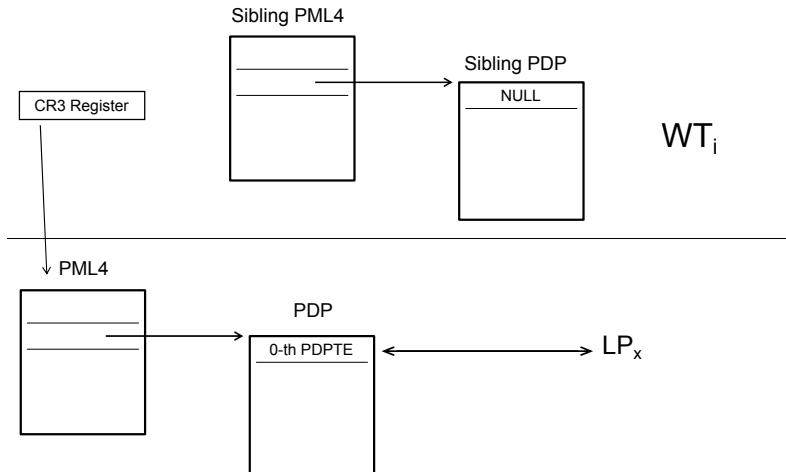 Sibling PML4
Sibling PDP
NULL
CR3 Register
WTi
PML4
PDP
0-th PDPTE
LPx